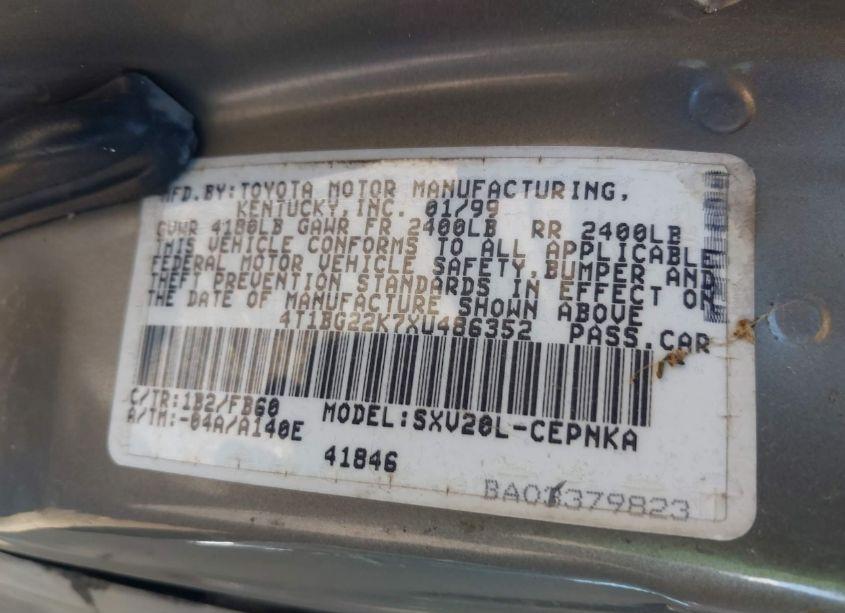 MFD.BY:TOYOTA MOTOR MANUFACTURING,
KENTUCKY,INC. 01/99
GVWR 4180LB GAWR FR 2400LB RR 2400LB
THIS VEHICLE CONFORMS TO ALL APPLICABLE
FEDERAL MOTOR VEHICLE SAFETY,BUMPER AND
THEFT PREVENTION STANDARDS IN EFFECT ON
THE DATE OF MANUFACTURE SHOWN ABOVE
4T1BG22K7XU486352 PASS.CAR
C/TR:1B2/FB60
A/TM:-04A/A140E
MODEL:SXV20L-CEPNKA
41846
BA03379823